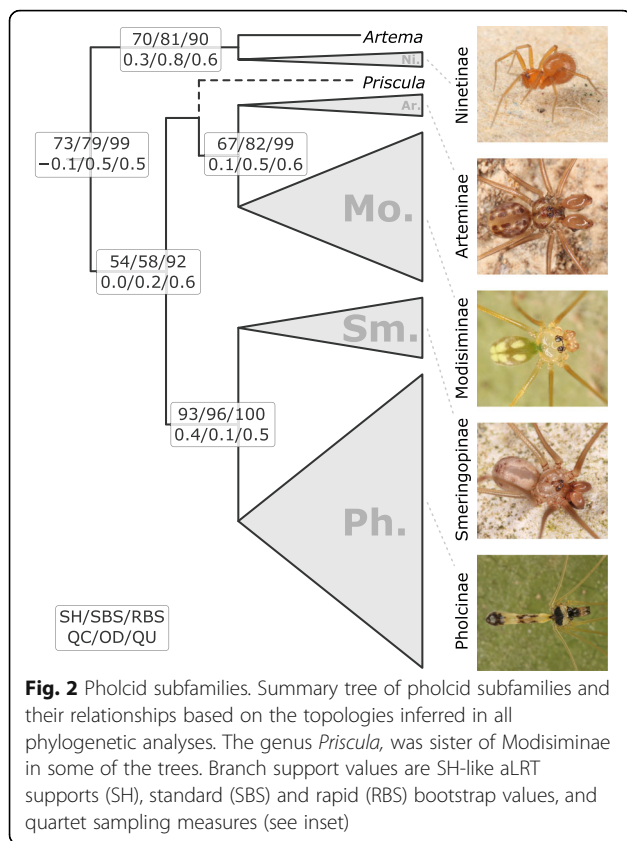 70/81/90
0.3/0.8/0.6
Artema
Ni.
Priscula
Ar.
73/79/99
−0.1/0.5/0.5
67/82/99
0.1/0.5/0.6
Mo.
54/58/92
0.0/0.2/0.6
Sm.
93/96/100
0.4/0.1/0.5
Ph.
SH/SBS/RBS
QC/OD/QU
Ninetinae
Arteminae
Modisiminae
Smeringopinae
Pholcinae
Fig. 2 Pholcid subfamilies. Summary tree of pholcid subfamilies and
their relationships based on the topologies inferred in all
phylogenetic analyses. The genus Priscula, was sister of Modisiminae
in some of the trees. Branch support values are SH-like aLRT
supports (SH), standard (SBS) and rapid (RBS) bootstrap values, and
quartet sampling measures (see inset)